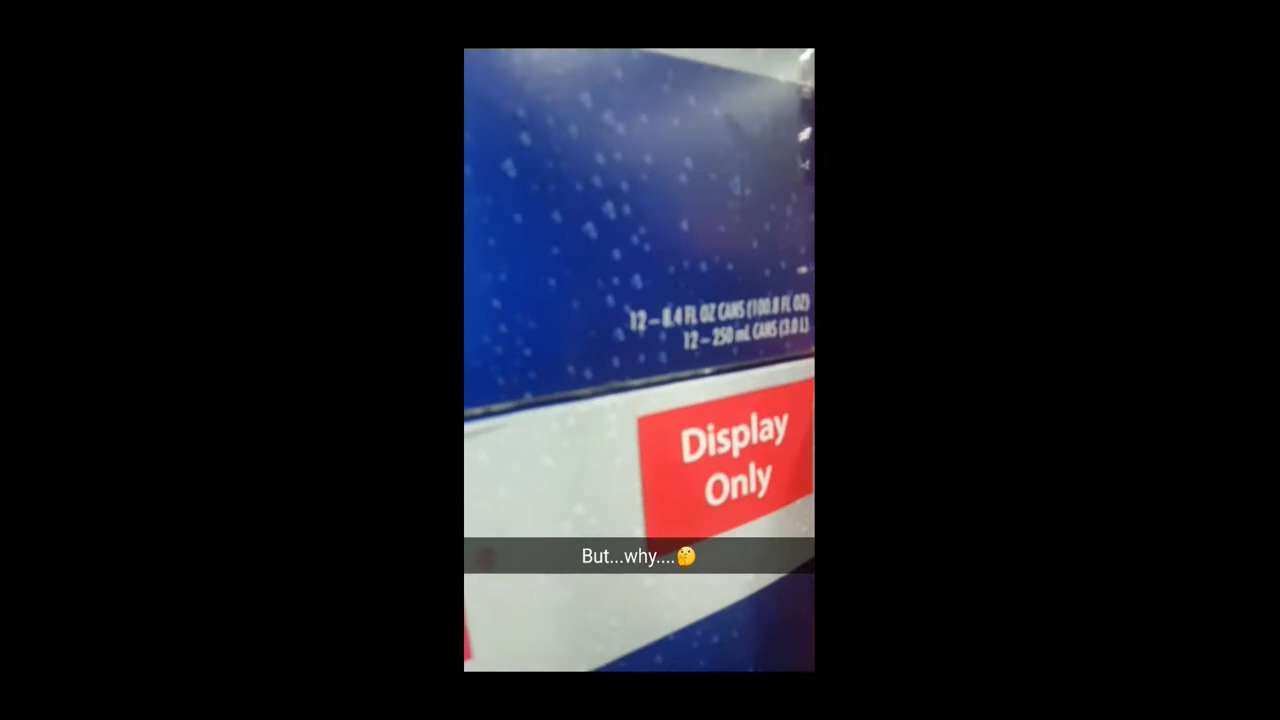 12 – 8.4 FL OZ CANS (100.8 FL OZ)
12 – 250 mL CANS (3.0 L)
Display
Only
But...why....🤔